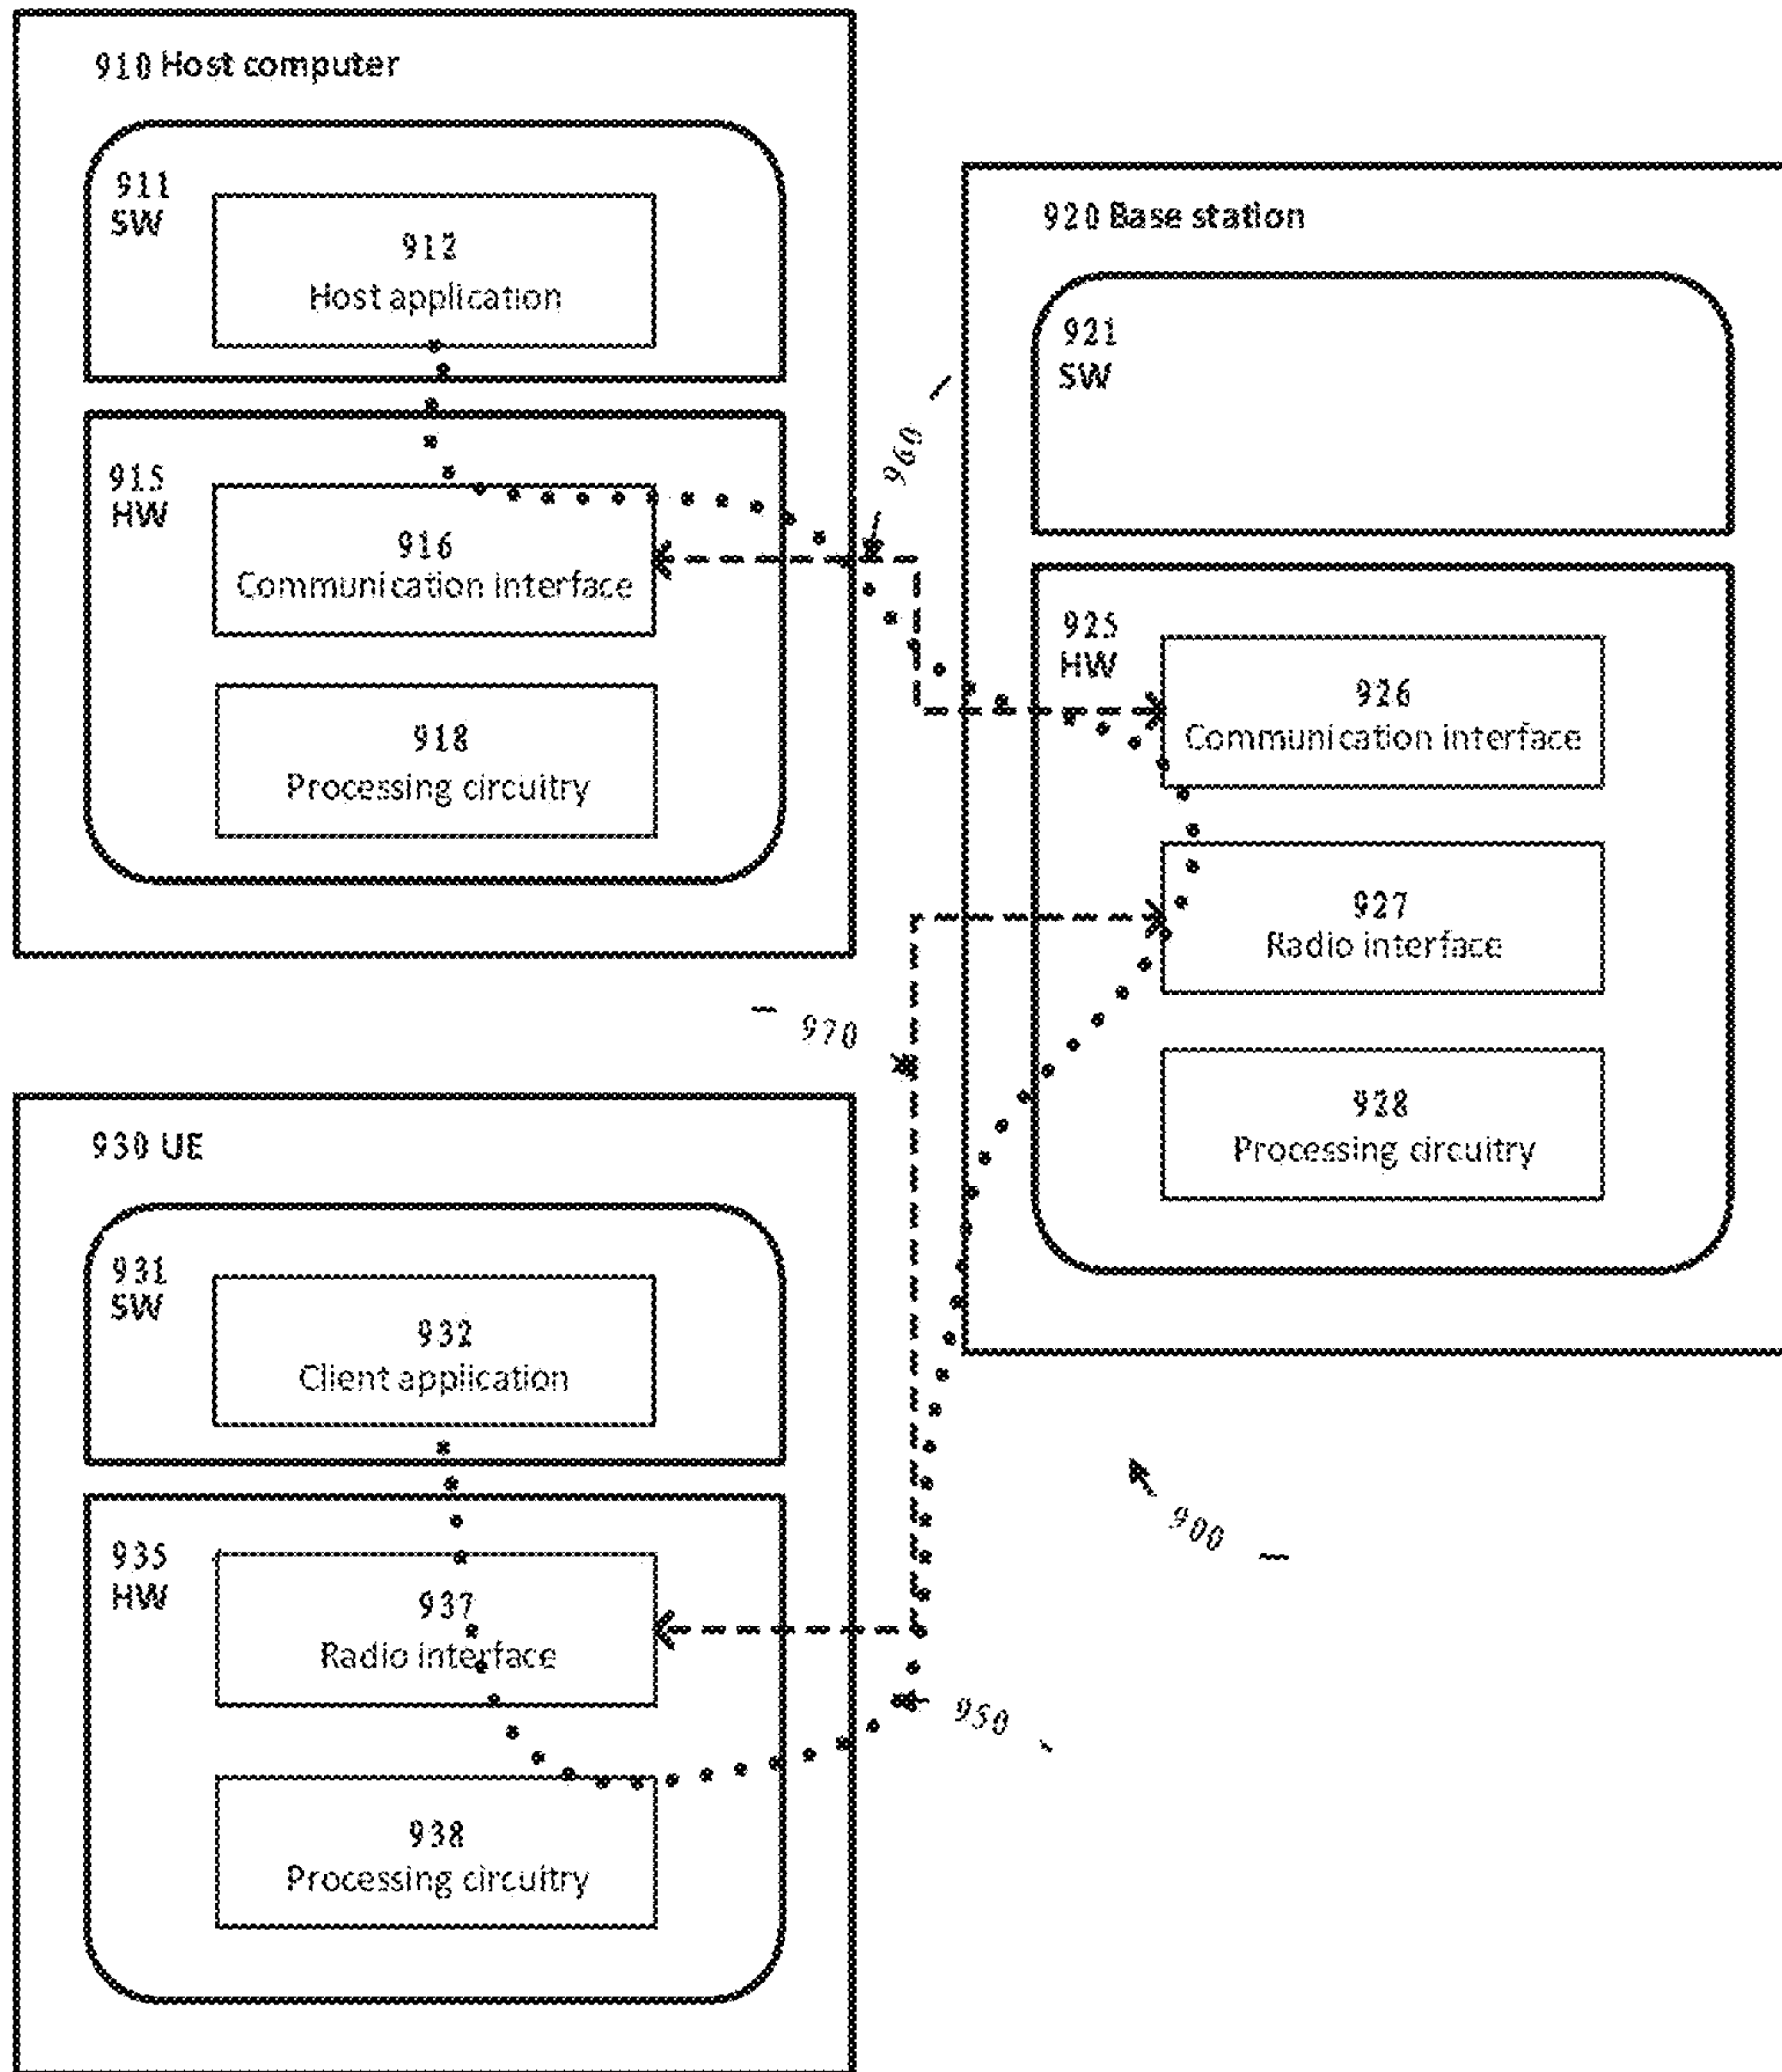 910 Host computer
911
SW
912
Host application
915
HW
916
Communication interface
918
Processing circuitry
960
920 Base station
921
SW
925
HW
926
Communication interface
927
Radio interface
928
Processing circuitry
970
930 UE
931
SW
932
Client application
935
HW
937
Radio interface
938
Processing circuitry
900
950